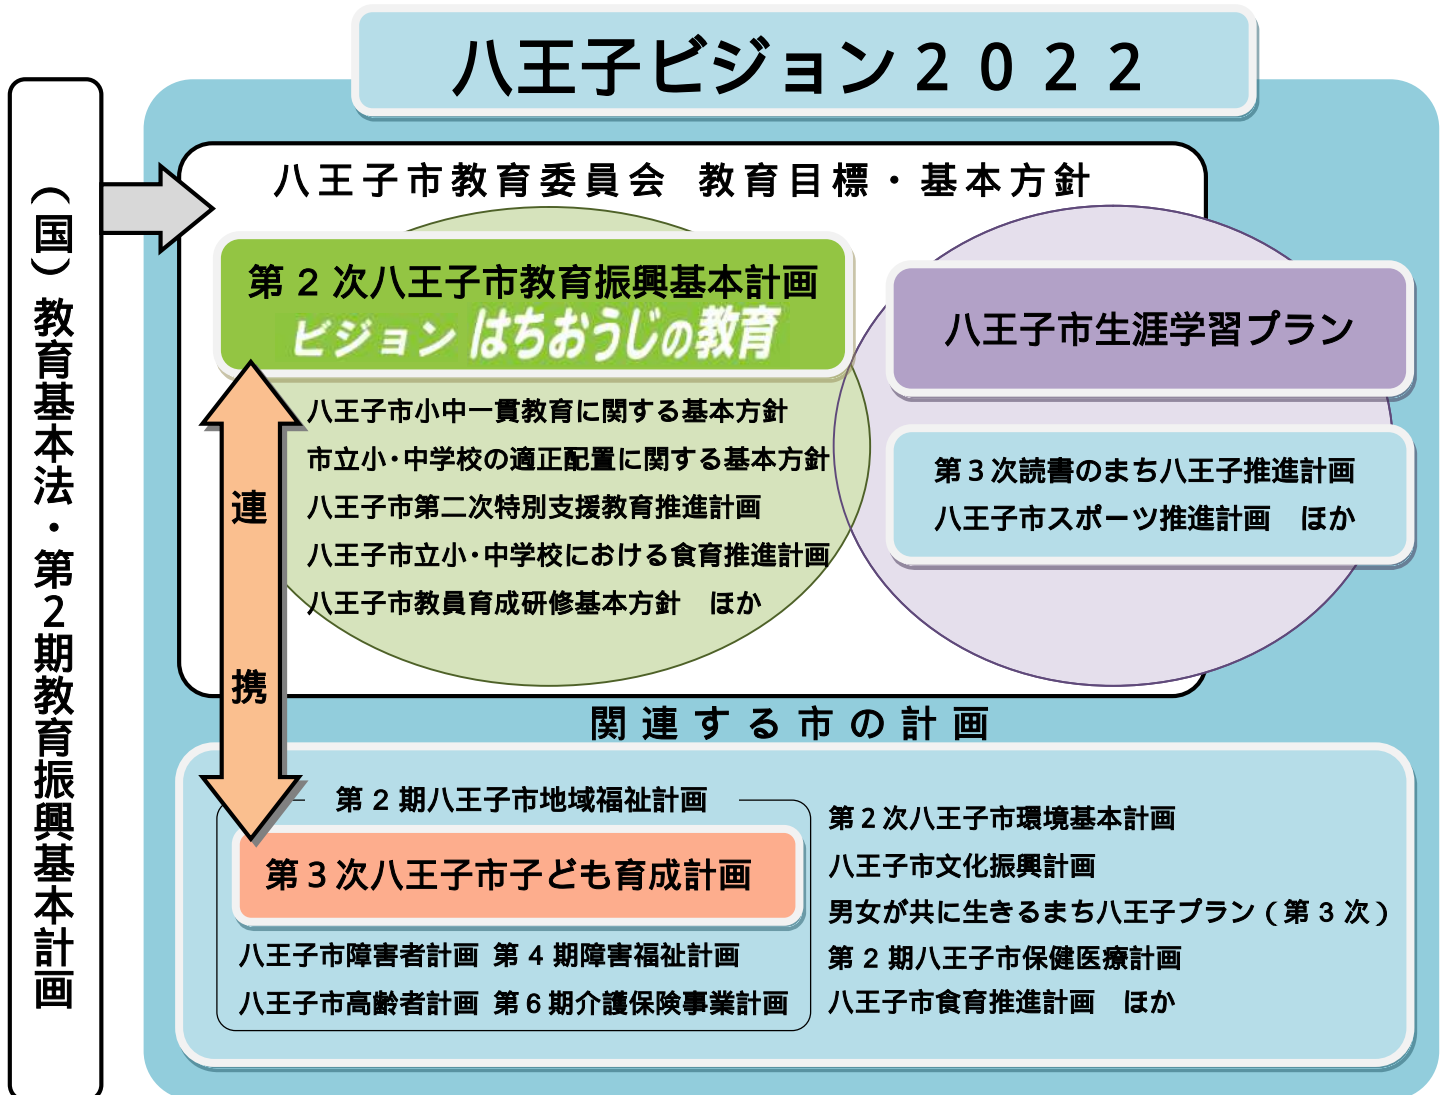 八王子ビジョン２０２２
（国）教育基本法・第２期教育振興基本計画
八王子市教育委員会 教育目標・基本方針
第２次八王子市教育振興基本計画
ビジョン はちおうじの教育
八王子市小中一貫教育に関する基本方針
市立小・中学校の適正配置に関する基本方針
八王子市第二次特別支援教育推進計画
八王子市立小・中学校における食育推進計画
八王子市教員育成研修基本方針　ほか
八王子市生涯学習プラン
第３次読書のまち八王子推進計画
八王子市スポーツ推進計画　ほか
連携
関連する市の計画
第２期八王子市地域福祉計画
第３次八王子市子ども育成計画
八王子市障害者計画 第４期障害福祉計画
八王子市高齢者計画 第６期介護保険事業計画
第２次八王子市環境基本計画
八王子市文化振興計画
男女が共に生きるまち八王子プラン（第３次）
第２期八王子市保健医療計画
八王子市食育推進計画　ほか